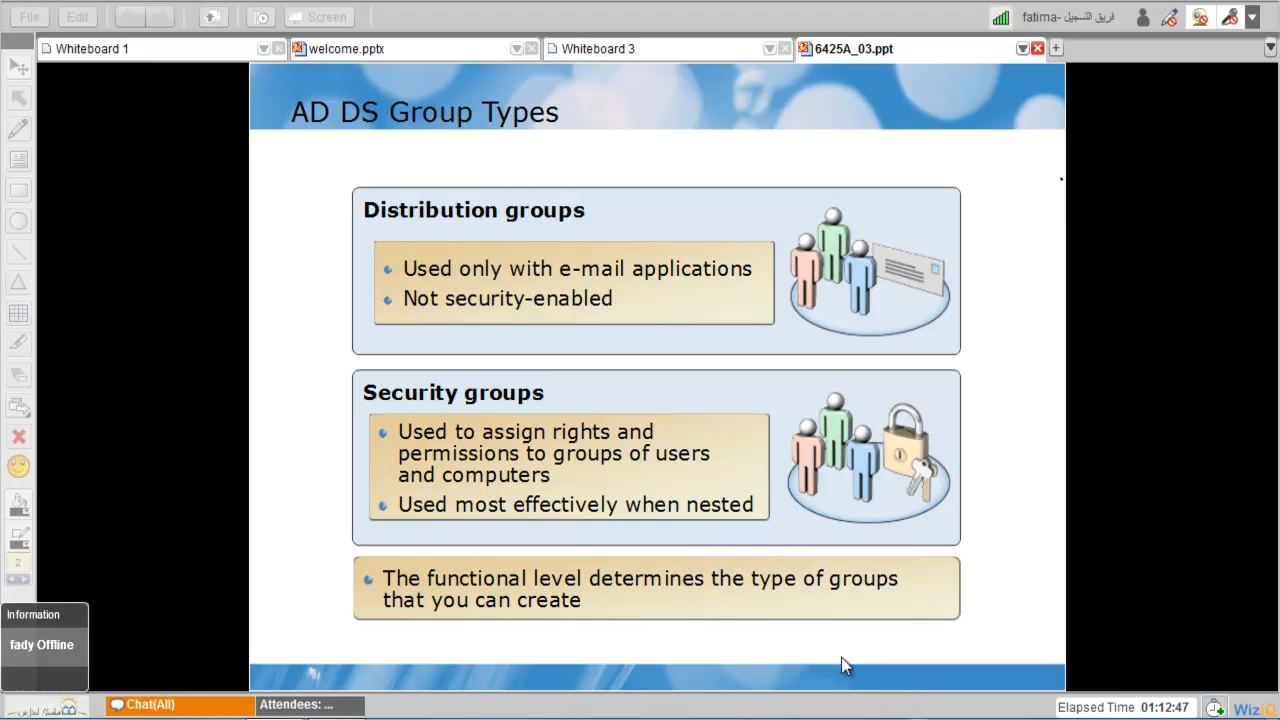 File
Edit
Screen
fatima- فريق التسجيل
Whiteboard 1
welcome.pptx
Whiteboard 3
6425A_03.ppt
AD DS Group Types
Distribution groups
Used only with e-mail applications
Not security-enabled
Security groups
Used to assign rights and
permissions to groups of users
and computers
Used most effectively when nested
The functional level determines the type of groups
that you can create
2
Information
fady Offline
Chat(All)
Attendees: ...
Elapsed Time 01:12:47
WizIQ